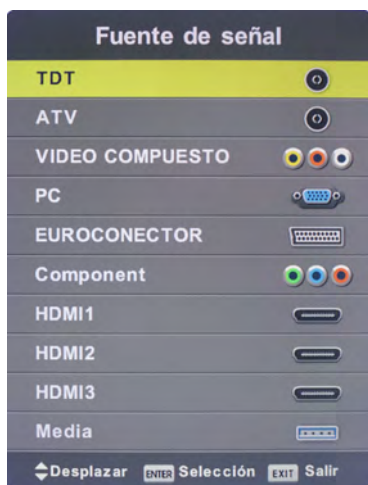 Fuente de señal
TDT
ATV
VIDEO COMPUESTO
PC
EUROCONECTOR
Component
HDMI1
HDMI2
HDMI3
Media
Desplazar ENTER Selección EXIT Salir